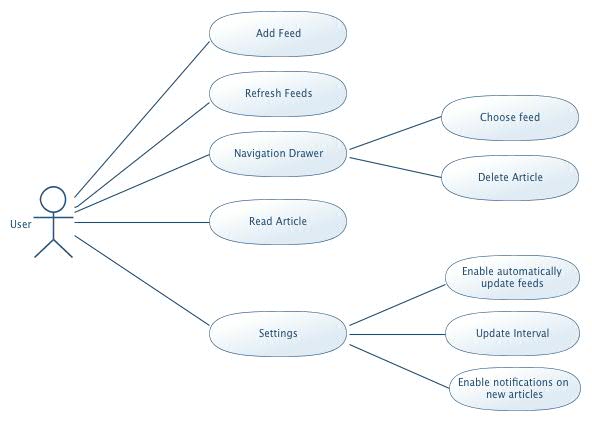 Add Feed
Refresh Feeds
Choose feed
Navigation Drawer
Delete Article
User
Read Article
Enable automatically
update feeds
Settings
Update Interval
Enable notifications on
new articles